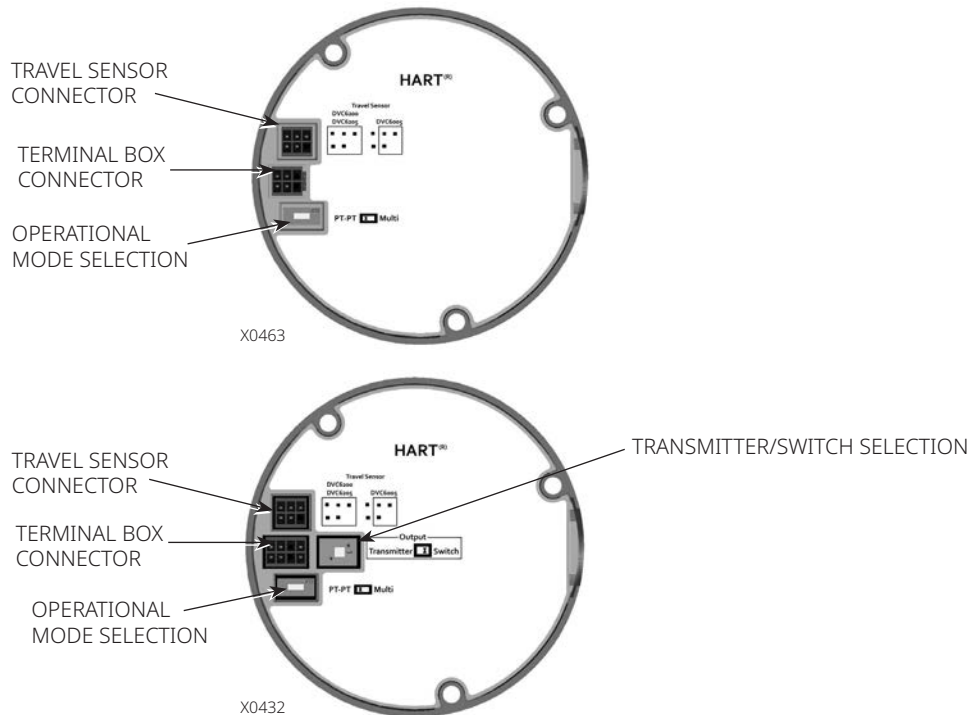 HART(R)
TRAVEL SENSOR
CONNECTOR
Travel Sensor
DVC6200
DVC6205
DVC6005
TERMINAL BOX
CONNECTOR
PT-PT
Multi
OPERATIONAL
MODE SELECTION
X0463
HART(R)
TRANSMITTER/SWITCH SELECTION
TRAVEL SENSOR
CONNECTOR
Travel Sensor
DVC6200
DVC6205
DVC6005
TERMINAL BOX
CONNECTOR
Output
Transmitter
Switch
PT-PT
Multi
OPERATIONAL
MODE SELECTION
X0432